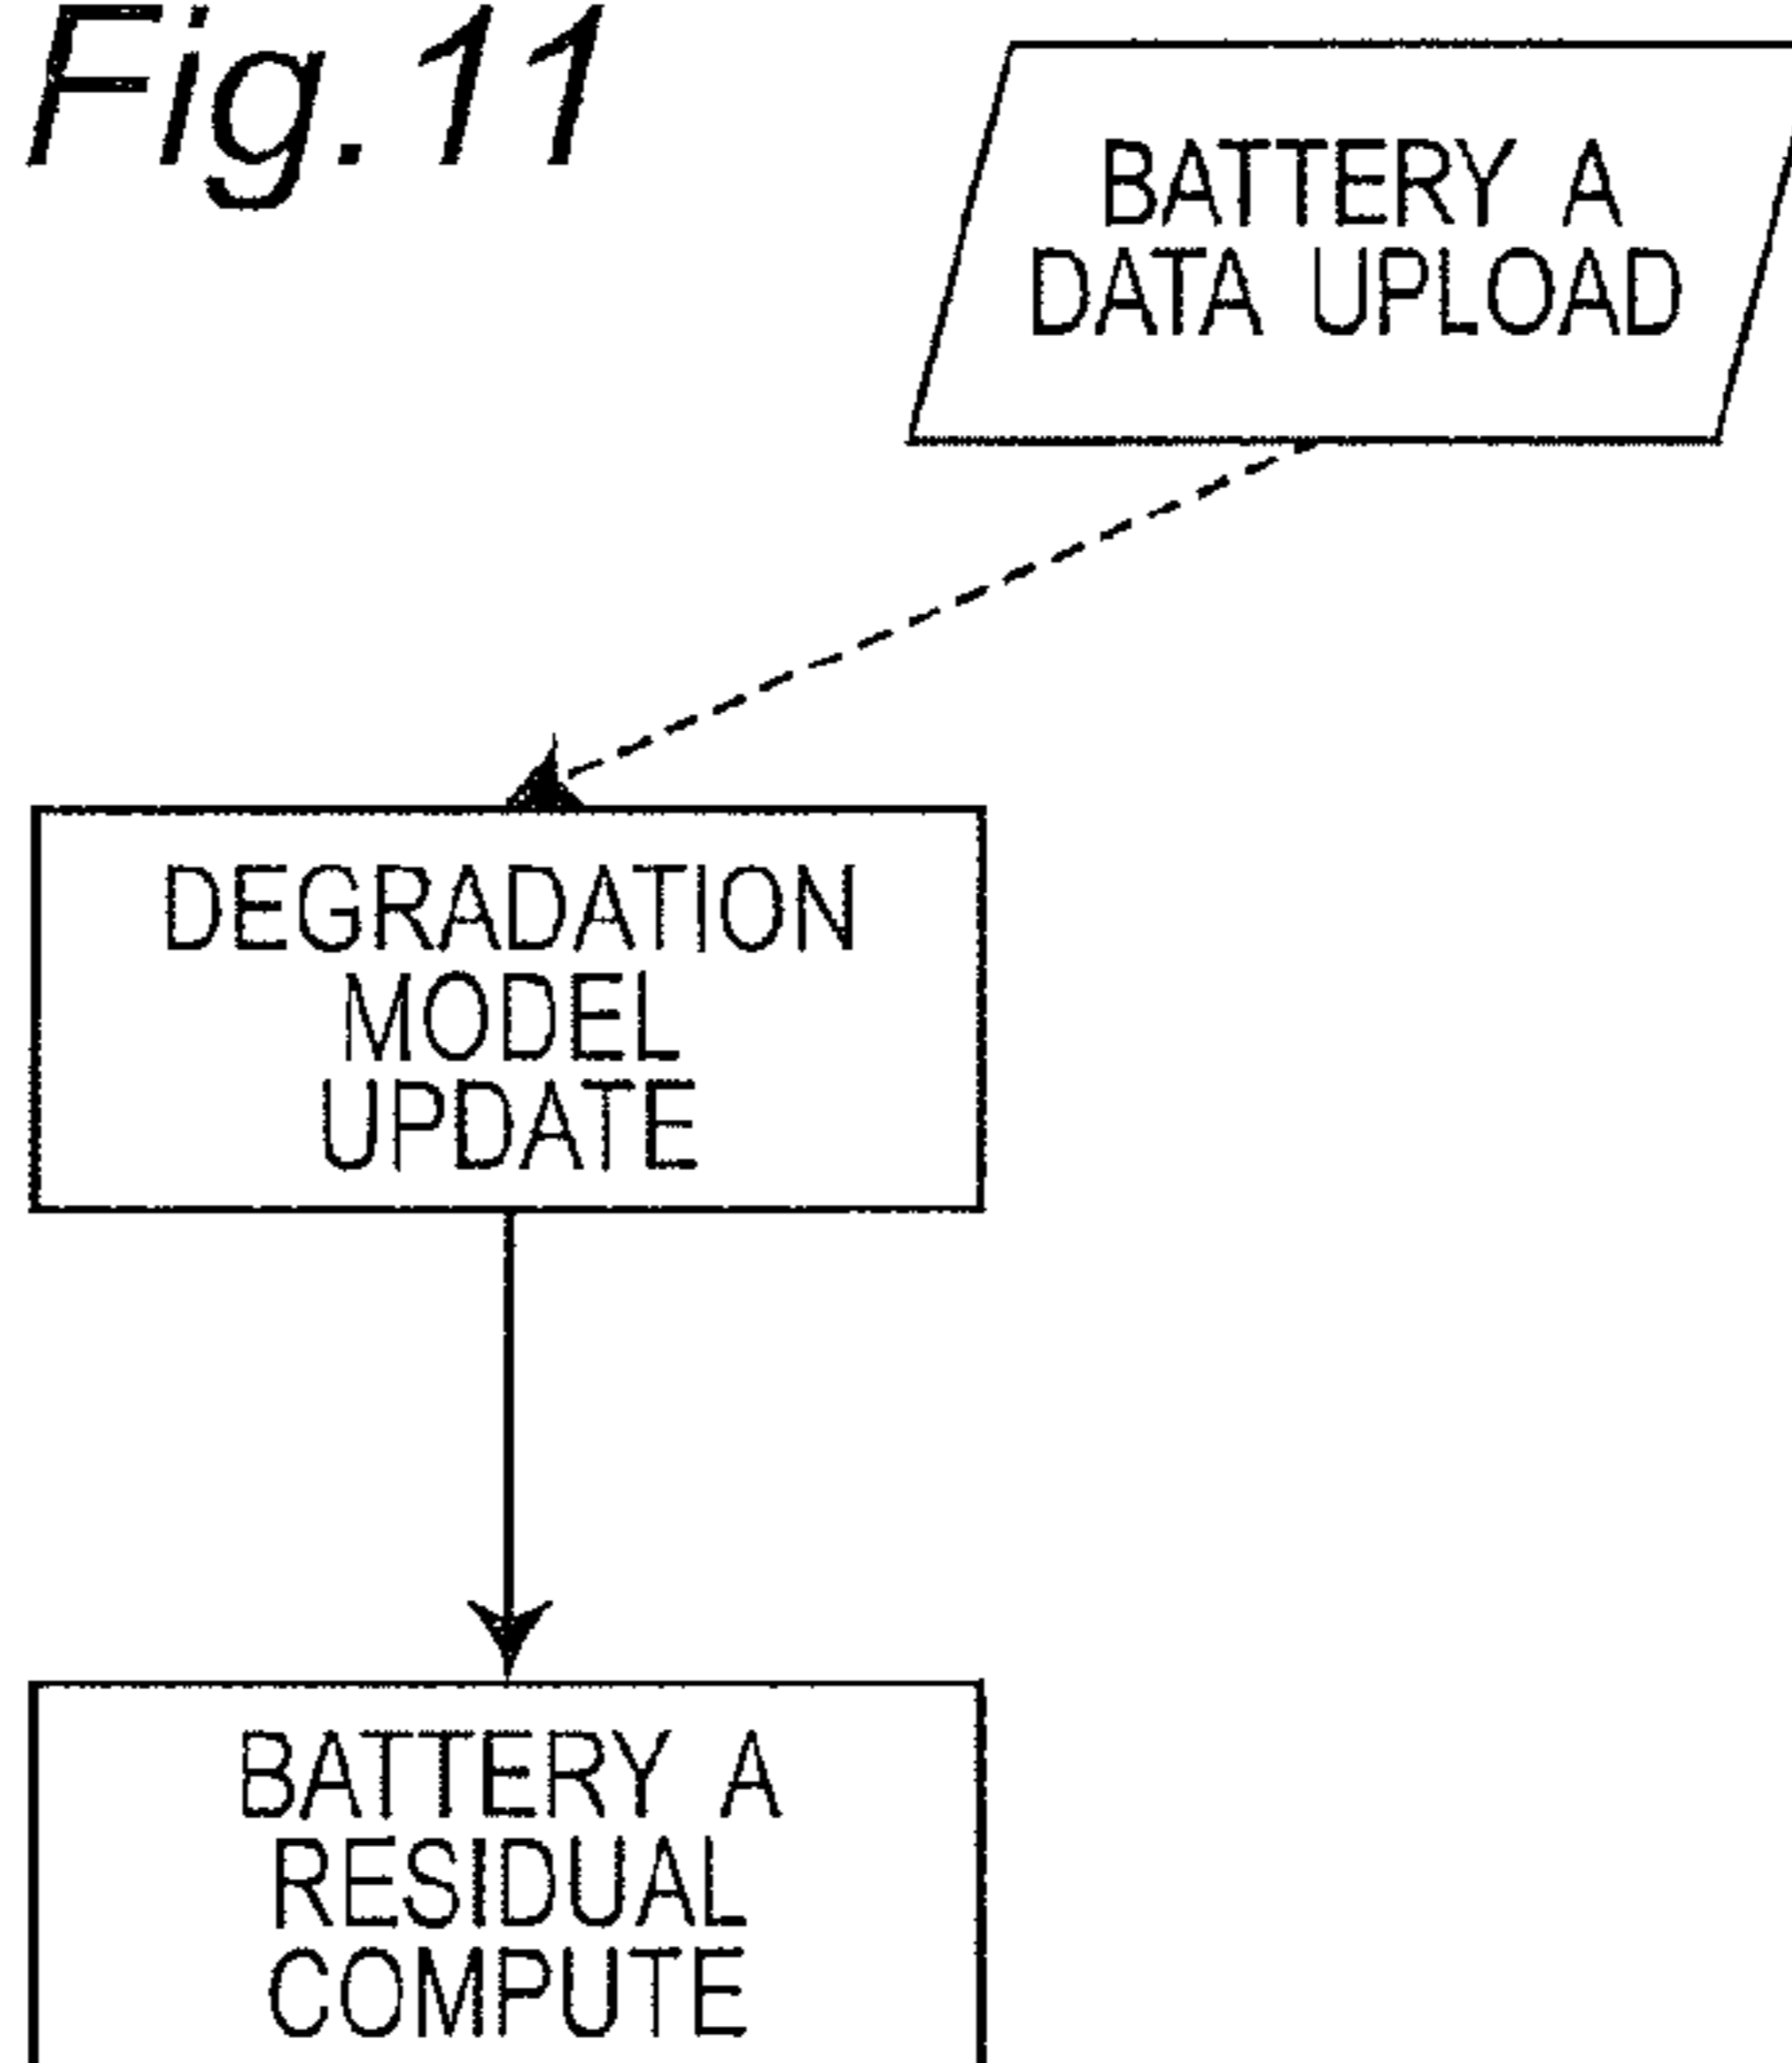 Fig.11
BATTERY A
DATA UPLOAD
DEGRADATION
MODEL
UPDATE
BATTERY A
RESIDUAL
COMPUTE